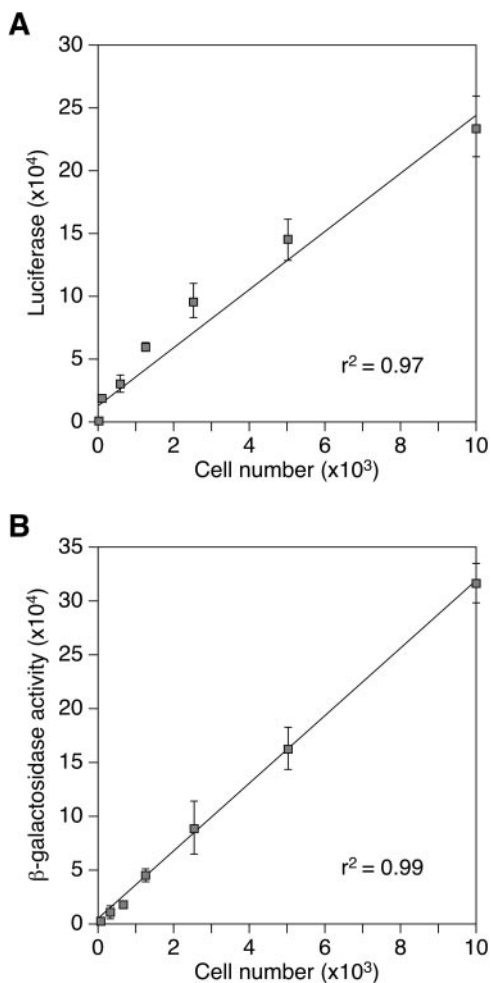 A
30
25
20
15
10
5
0
Luciferase (x10⁴)
r² = 0.97
0 2 4 6 8 10
Cell number (x10³)
B
35
30
25
20
15
10
5
0
β-galactosidase activity (x10⁴)
r² = 0.99
0 2 4 6 8 10
Cell number (x10³)